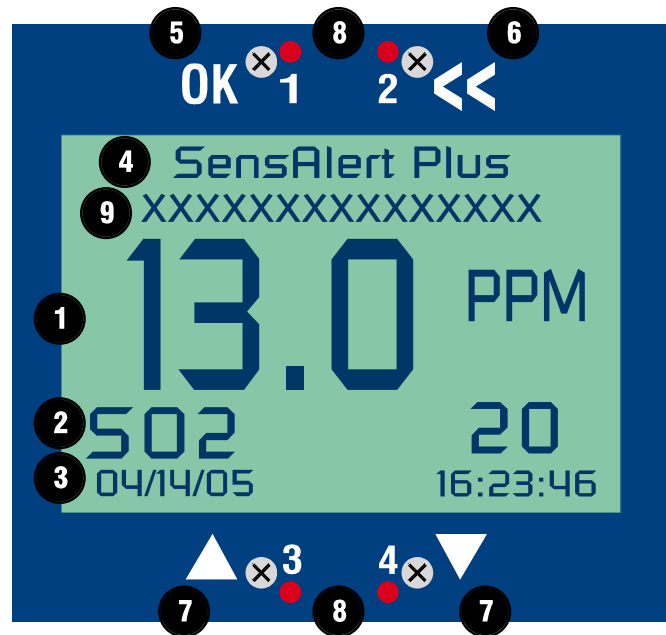 5 8 6
OK 1 2 <<
4 SensAlert Plus
9 XXXXXXXXXXXXXXX
1 13.0 PPM
2 SO2 20
3 04/14/05 16:23:46
3 4
7 8 7